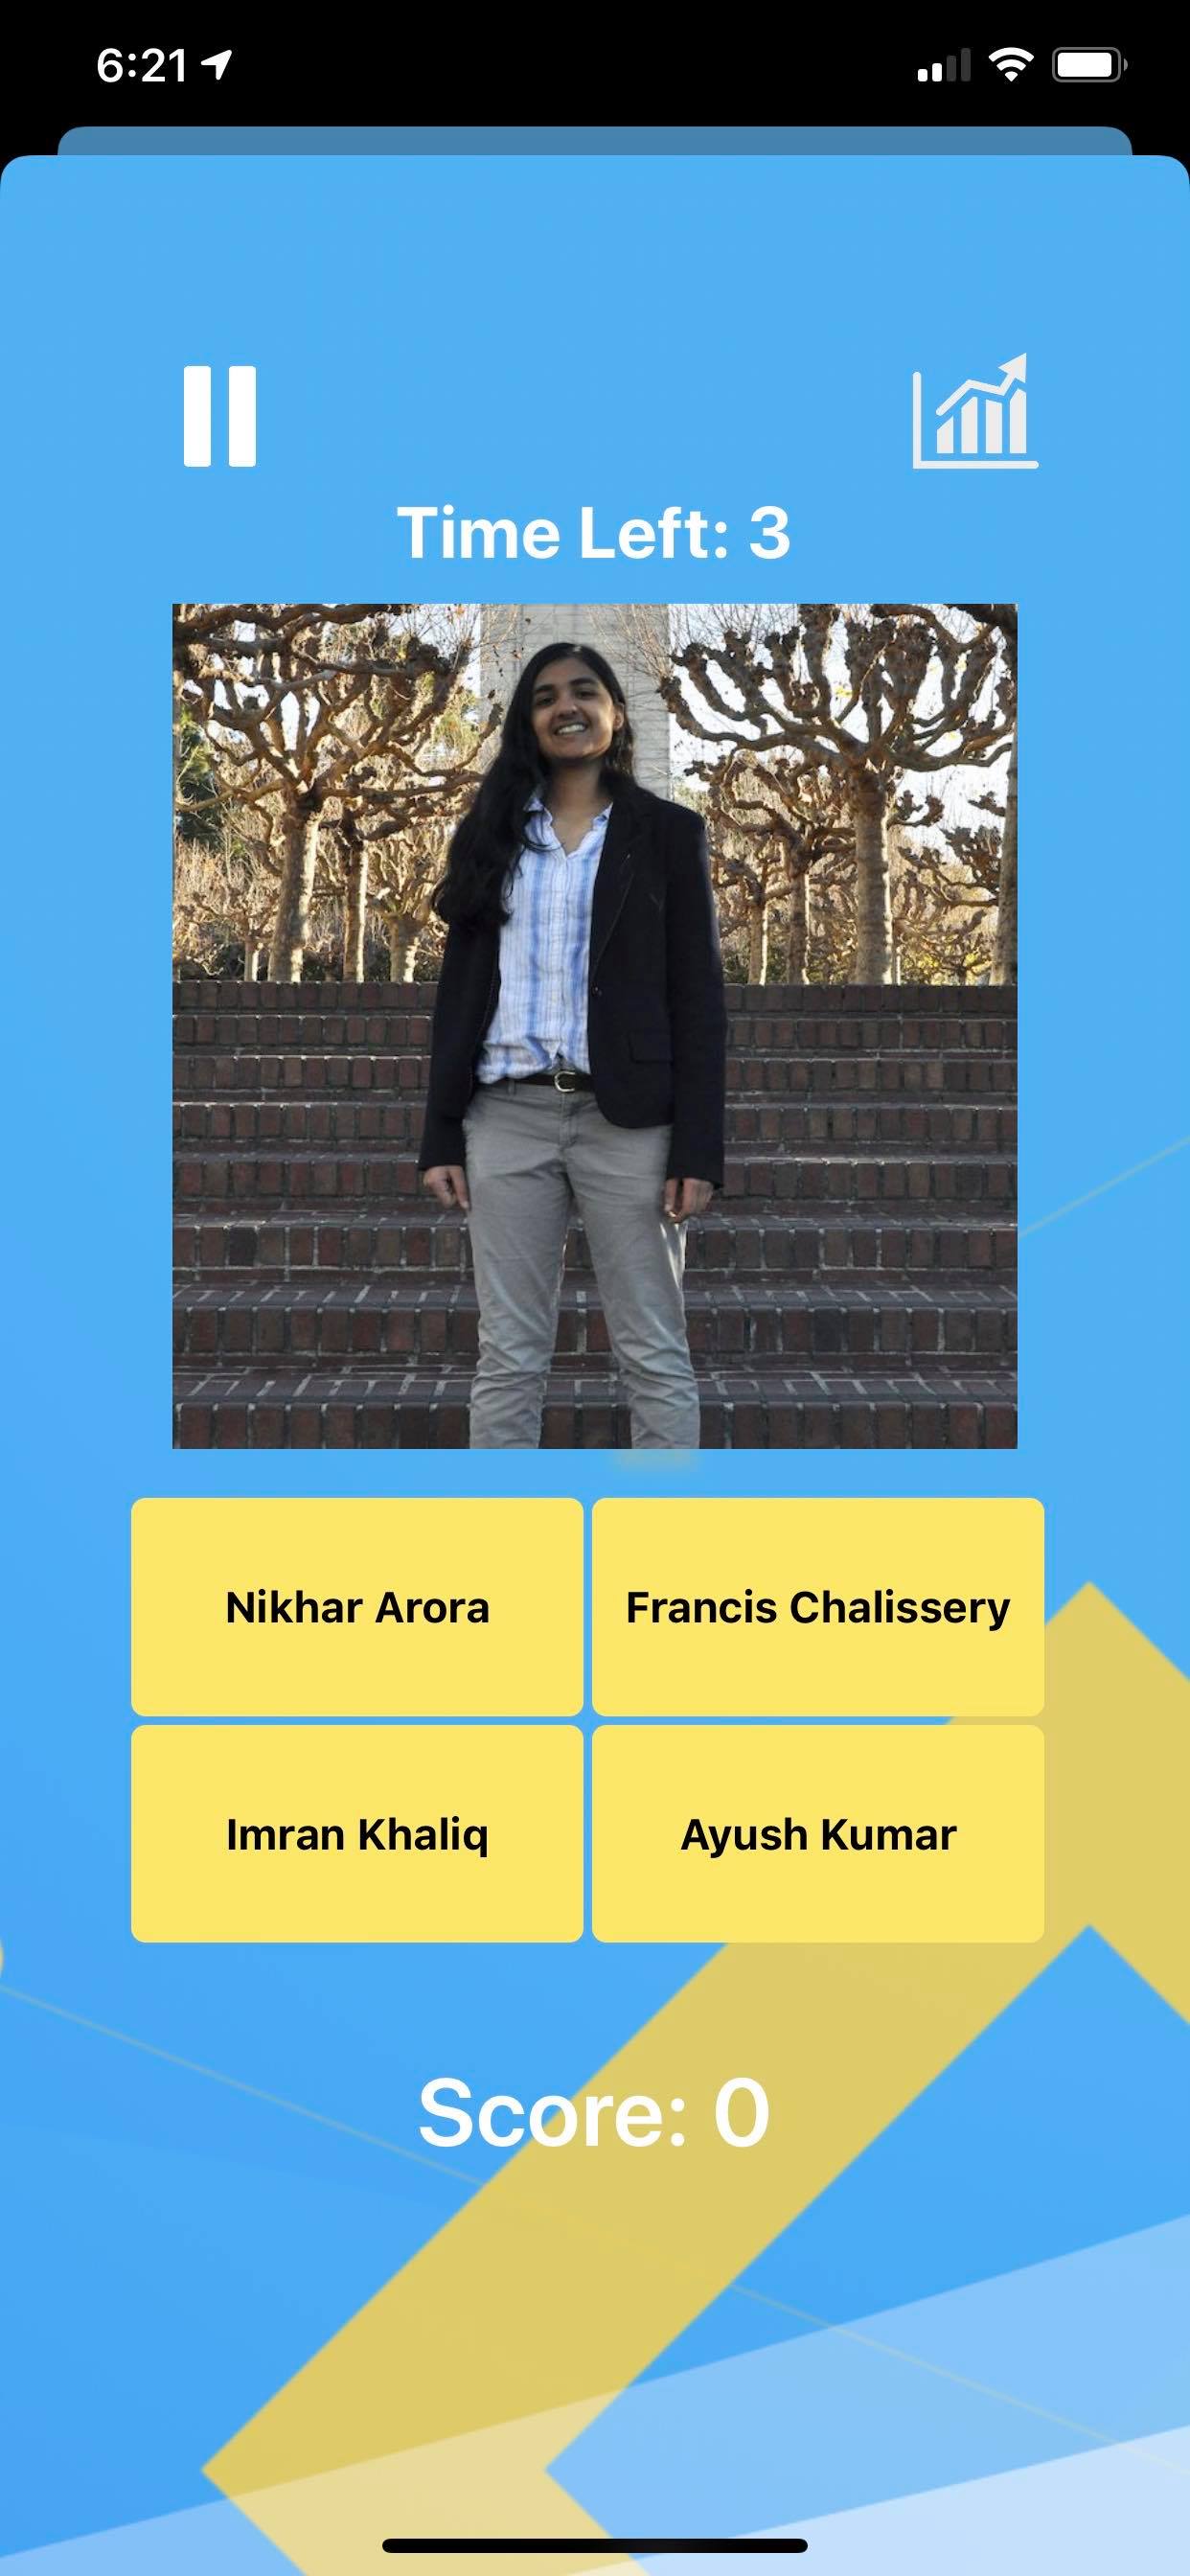 6:21
Time Left: 3
Nikhar Arora
Francis Chalissery
Imran Khaliq
Ayush Kumar
Score: 0